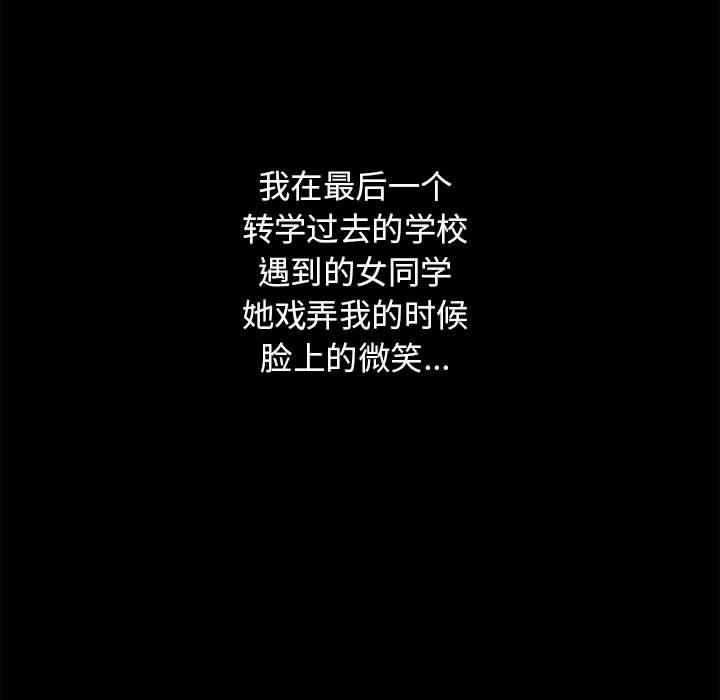 我在最后一个
转学过去的学校
遇到的女同学
她戏弄我的时候
脸上的微笑...